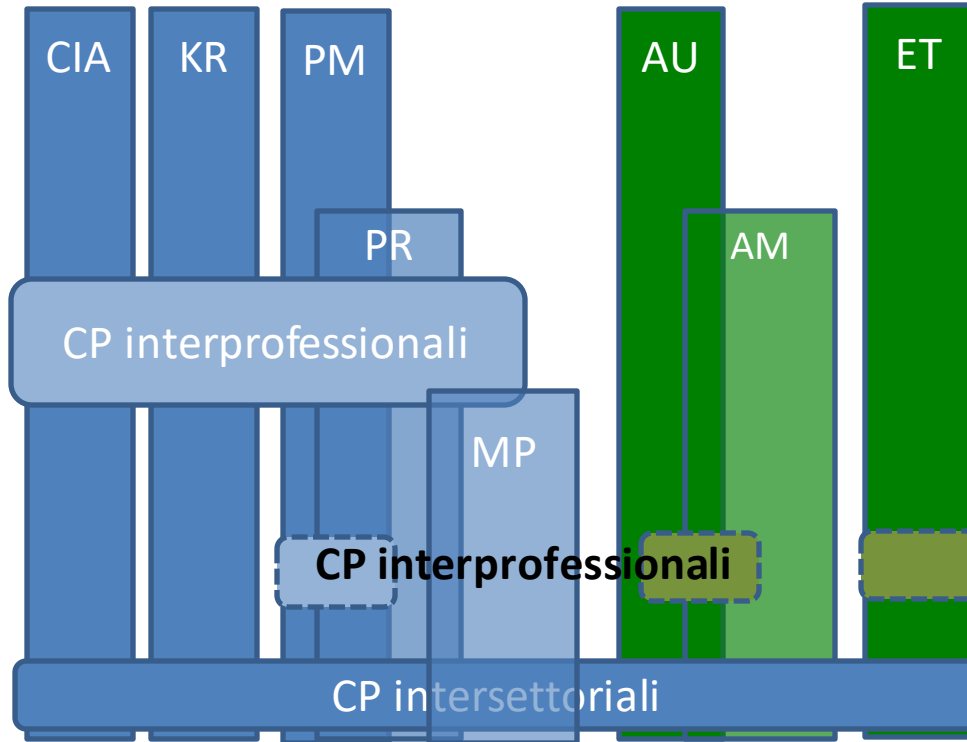 CIA KR PM AU ET
PR AM
CP interprofessionali
MP
CP interprofessionali
CP intersettoriali